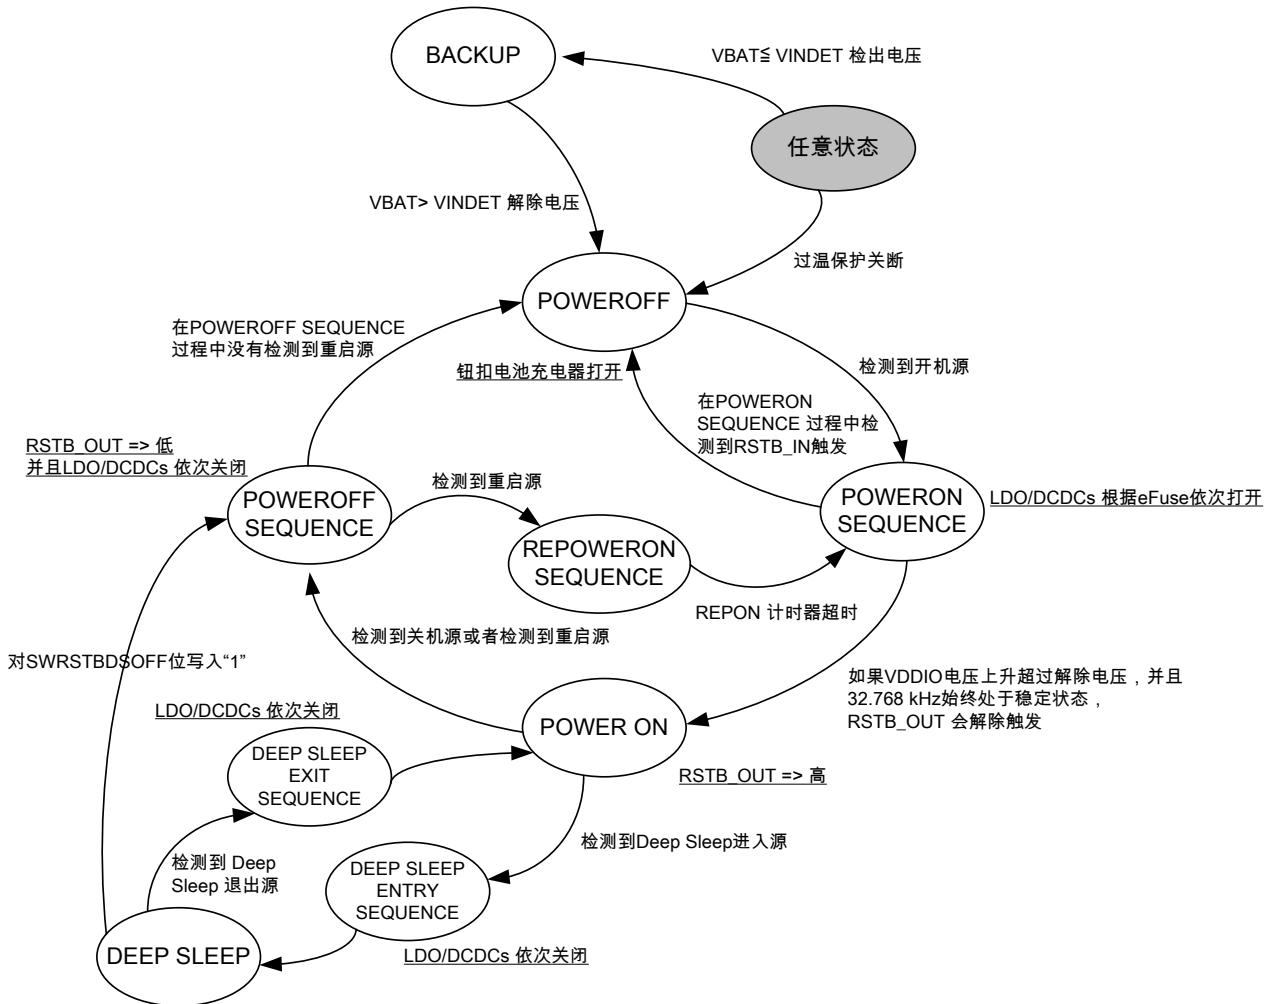 BACKUP
VBAT≦ VINDET 检出电压
任意状态
VBAT> VINDET 解除电压
过温保护关断
POWEROFF
在POWEROFF SEQUENCE
过程中没有检测到重启源
钮扣电池充电器打开
检测到开机源
在POWERON
SEQUENCE 过程中检
测到RSTB_IN触发
RSTB_OUT => 低
并且LDO/DCDCs 依次关闭
POWEROFF
SEQUENCE
检测到重启源
POWERON
SEQUENCE
LDO/DCDCs 根据eFuse依次打开
REPOWERON
SEQUENCE
REPON 计时器超时
检测到关机源或者检测到重启源
对SWRSTBDSOFF位写入“1”
如果VDDIO电压上升超过解除电压，并且
32.768 kHz始终处于稳定状态，
RSTB_OUT 会解除触发
LDO/DCDCs 依次关闭
POWER ON
DEEP SLEEP
EXIT
SEQUENCE
RSTB_OUT => 高
检测到Deep Sleep进入源
检测到 Deep
Sleep 退出源
DEEP SLEEP
ENTRY
SEQUENCE
DEEP SLEEP
LDO/DCDCs 依次关闭